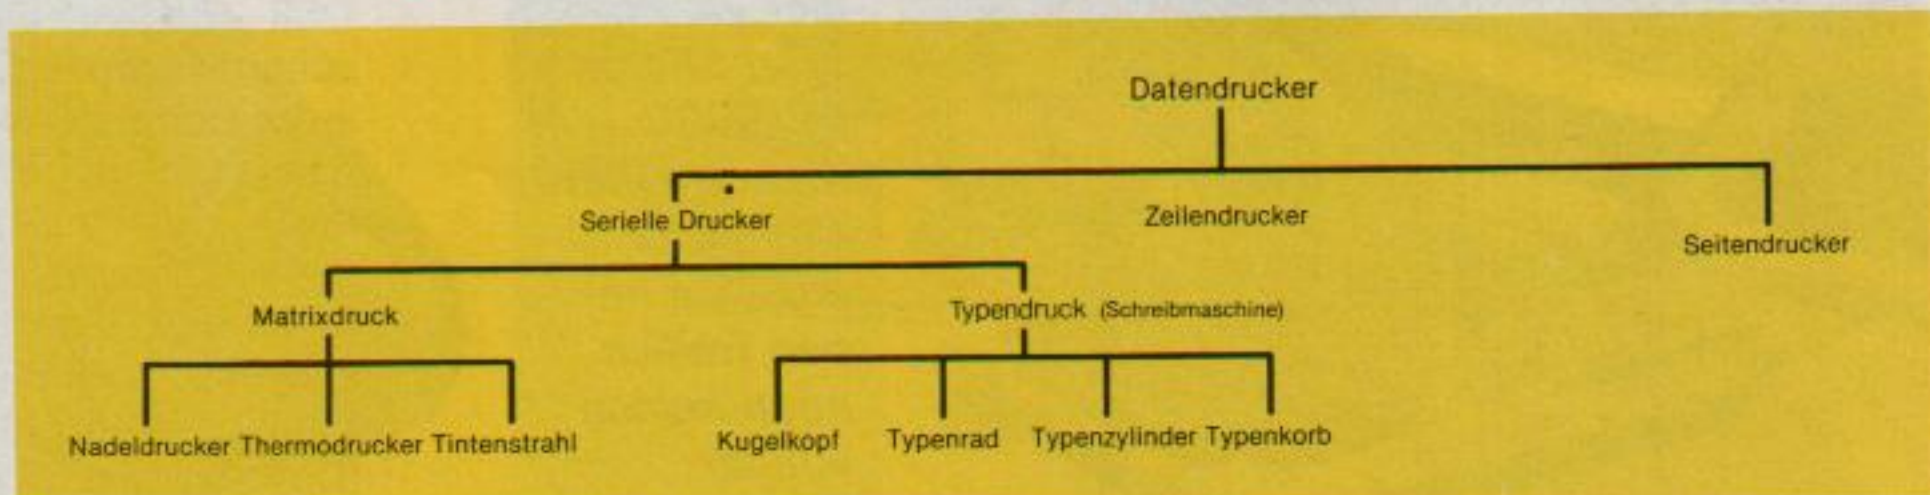 Datendrucker
Serielle Drucker
Zeilendrucker
Seitendrucker
Matrixdruck
Typendruck (Schreibmaschine)
Nadeldrucker Thermodrucker Tintenstrahl
Kugelkopf Typenrad Typenzylinder Typenkorb